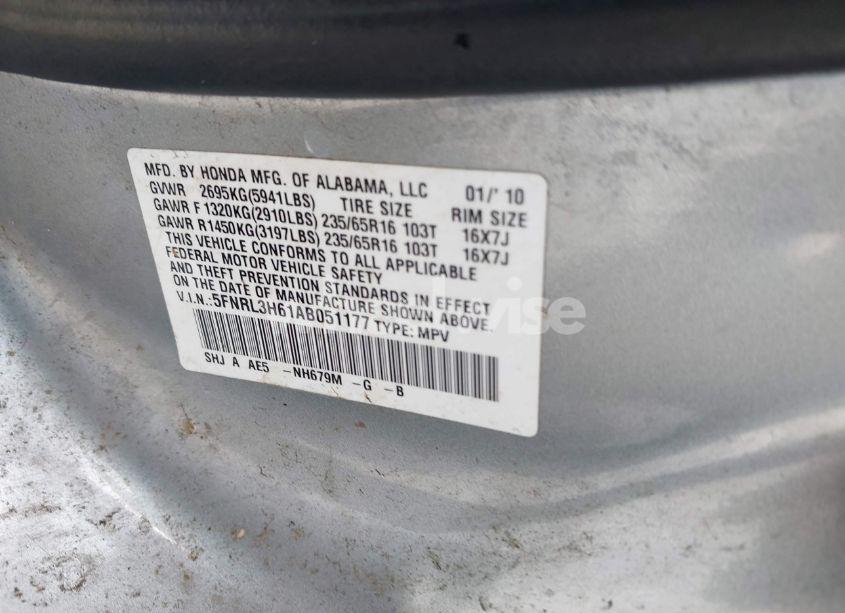 MFD. BY HONDA MFG. OF ALABAMA, LLC 01/' 10
GVWR 2695KG(5941LBS) TIRE SIZE RIM SIZE
GAWR F 1320KG(2910LBS) 235/65R16 103T 16X7J
GAWR R1450KG(3197LBS) 235/65R16 103T 16X7J
THIS VEHICLE CONFORMS TO ALL APPLICABLE
FEDERAL MOTOR VEHICLE SAFETY
AND THEFT PREVENTION STANDARDS IN EFFECT
ON THE DATE OF MANUFACTURE SHOWN ABOVE.
V.I.N.:5FNRL3H61AB051177 TYPE: MPV
SHJ A AE5 -NH679M -G -B